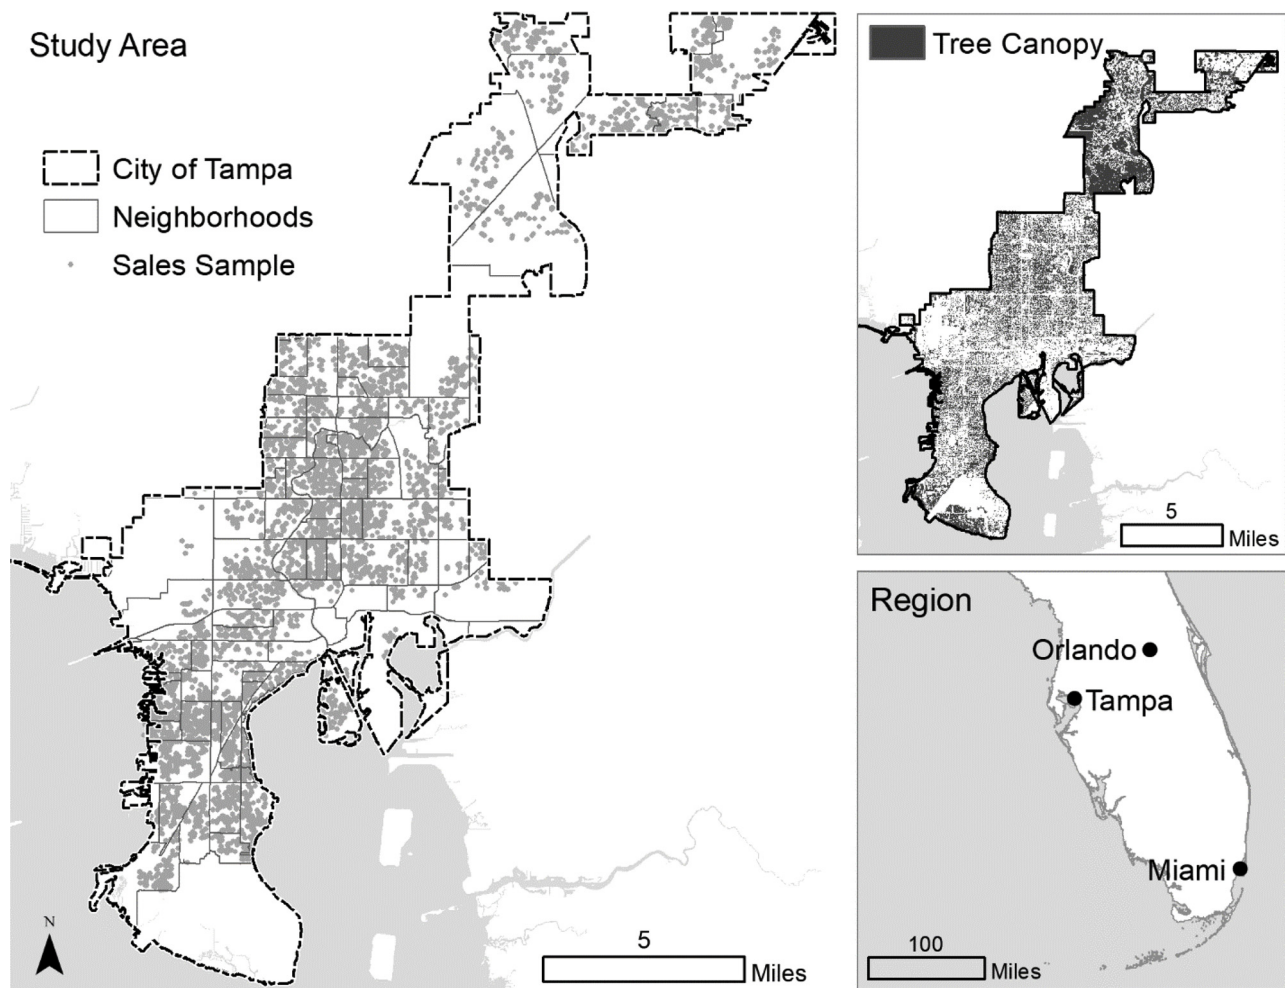 Study Area
City of Tampa
Neighborhoods
Sales Sample
N
5
Miles
Tree Canopy
5
Miles
Region
Orlando
Tampa
Miami
100
Miles